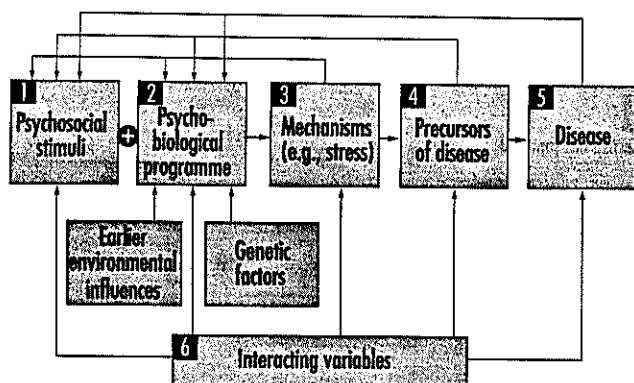 1
Psychosocial
stimuli
+
2
Psycho-
biological
programme
3
Mechanisms
(e.g., stress)
4
Precursors
of disease
5
Disease
Earlier
environmental
influences
Genetic
factors
6
Interacting variables